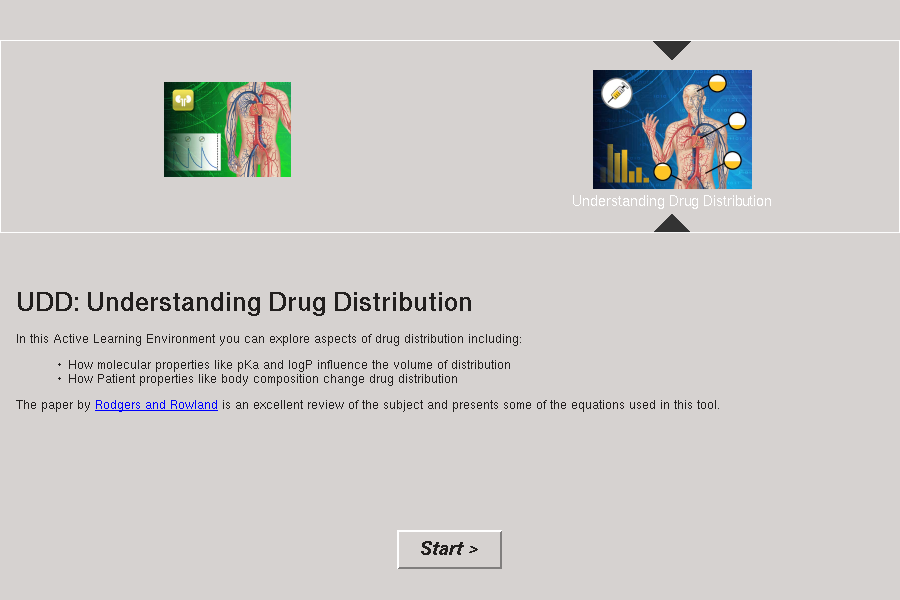 Understanding Drug Distribution
UDD: Understanding Drug Distribution
In this Active Learning Environment you can explore aspects of drug distribution including:
• How molecular properties like pKa and logP influence the volume of distribution
• How Patient properties like body composition change drug distribution
The paper by Rodgers and Rowland is an excellent review of the subject and presents some of the equations used in this tool.
Start >